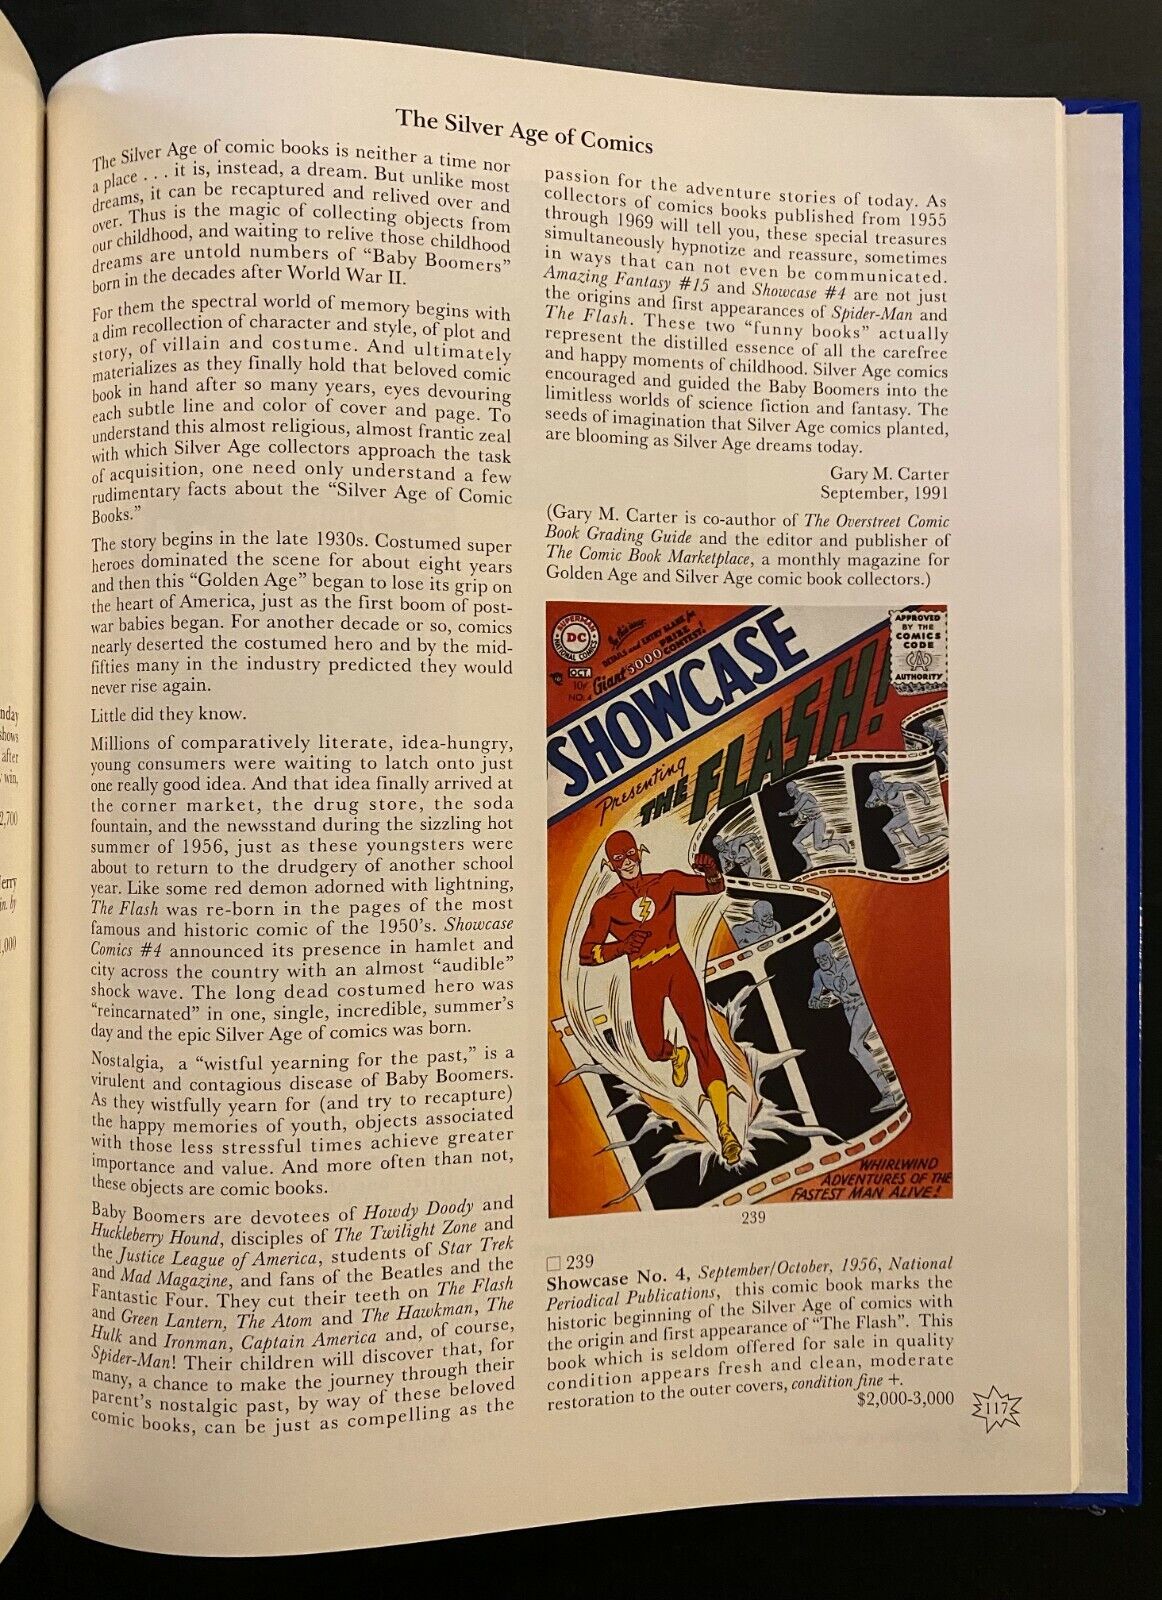 The Silver Age of Comics
The Silver Age of comic books is neither a time nor
a place . . . it is, instead, a dream. But unlike most
dreams, it can be recaptured and relived over and
over. Thus is the magic of collecting objects from
our childhood, and waiting to relive those childhood
dreams are untold numbers of “Baby Boomers”
born in the decades after World War II.
For them the spectral world of memory begins with
a dim recollection of character and style, of plot and
story, of villain and costume. And ultimately
materializes as they finally hold that beloved comic
book in hand after so many years, eyes devouring
each subtle line and color of cover and page. To
understand this almost religious, almost frantic zeal
with which Silver Age collectors approach the task
of acquisition, one need only understand a few
rudimentary facts about the “Silver Age of Comic
Books.”
The story begins in the late 1930s. Costumed super
heroes dominated the scene for about eight years
and then this “Golden Age” began to lose its grip on
the heart of America, just as the first boom of post-
war babies began. For another decade or so, comics
nearly deserted the costumed hero and by the mid-
fifties many in the industry predicted they would
never rise again.
Little did they know.
Millions of comparatively literate, idea-hungry,
young consumers were waiting to latch onto just
one really good idea. And that idea finally arrived at
the corner market, the drug store, the soda
fountain, and the newsstand during the sizzling hot
summer of 1956, just as these youngsters were
about to return to the drudgery of another school
year. Like some red demon adorned with lightning,
The Flash was re-born in the pages of the most
famous and historic comic of the 1950’s. Showcase
Comics #4 announced its presence in hamlet and
city across the country with an almost “audible”
shock wave. The long dead costumed hero was
“reincarnated” in one, single, incredible, summer’s
day and the epic Silver Age of comics was born.
Nostalgia, a “wistful yearning for the past,” is a
virulent and contagious disease of Baby Boomers.
As they wistfully yearn for (and try to recapture)
the happy memories of youth, objects associated
with those less stressful times achieve greater
importance and value. And more often than not,
these objects are comic books.
Baby Boomers are devotees of Howdy Doody and
Huckleberry Hound, disciples of The Twilight Zone and
the Justice League of America, students of Star Trek
and Mad Magazine, and fans of the Beatles and the
Fantastic Four. They cut their teeth on The Flash
and Green Lantern, The Atom and The Hawkman, The
Hulk and Ironman, Captain America and, of course,
Spider-Man! Their children will discover that, for
many, a chance to make the journey through their
parent’s nostalgic past, by way of these beloved
comic books, can be just as compelling as the
passion for the adventure stories of today. As
collectors of comics books published from 1955
through 1969 will tell you, these special treasures
simultaneously hypnotize and reassure, sometimes
in ways that can not even be communicated.
Amazing Fantasy #15 and Showcase #4 are not just
the origins and first appearances of Spider-Man and
The Flash. These two “funny books” actually
represent the distilled essence of all the carefree
and happy moments of childhood. Silver Age comics
encouraged and guided the Baby Boomers into the
limitless worlds of science fiction and fantasy. The
seeds of imagination that Silver Age comics planted,
are blooming as Silver Age dreams today.
Gary M. Carter
September, 1991
(Gary M. Carter is co-author of The Overstreet Comic
Book Grading Guide and the editor and publisher of
The Comic Book Marketplace, a monthly magazine for
Golden Age and Silver Age comic book collectors.)
SUPERMAN
DC
NATIONAL COMICS
OCT.
10¢
NO. 4
In this issue:
DETAILS and ENTRY BLANK for
Giant $5000 PRIZE
CONTEST!
APPROVED
BY THE
COMICS
CODE
CA
AUTHORITY
SHOWCASE
Presenting
THE FLASH!
WHIRLWIND
ADVENTURES OF THE
FASTEST MAN ALIVE!
239
239
Showcase No. 4, September/October, 1956, National
Periodical Publications, this comic book marks the
historic beginning of the Silver Age of comics with
the origin and first appearance of “The Flash”. This
book which is seldom offered for sale in quality
condition appears fresh and clean, moderate
restoration to the outer covers, condition fine +.
$2,000-3,000
117
shows
after
win,